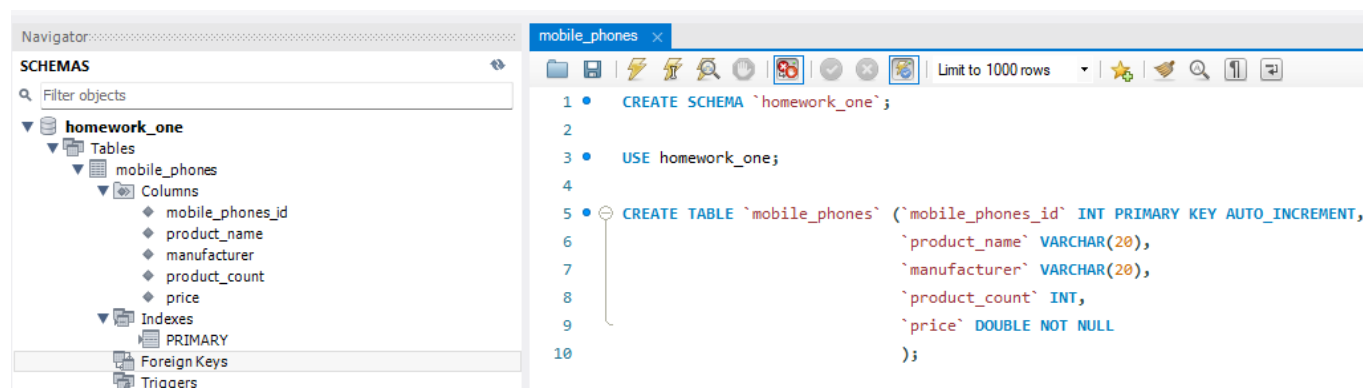 Navigator
SCHEMAS
Filter objects
homework_one
Tables
mobile_phones
Columns
mobile_phones_id
product_name
manufacturer
product_count
price
Indexes
PRIMARY
Foreign Keys
Triggers
mobile_phones
Limit to 1000 rows
1 CREATE SCHEMA `homework_one`;
2
3 USE homework_one;
4
5 CREATE TABLE `mobile_phones` (`mobile_phones_id` INT PRIMARY KEY AUTO_INCREMENT,
6 `product_name` VARCHAR(20),
7 `manufacturer` VARCHAR(20),
8 `product_count` INT,
9 `price` DOUBLE NOT NULL
10 );